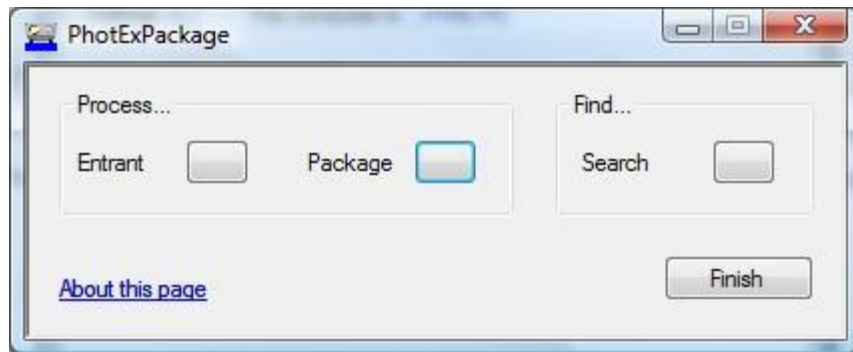 PhotExPackage
Process...
Find...
Entrant
Package
Search
About this page
Finish